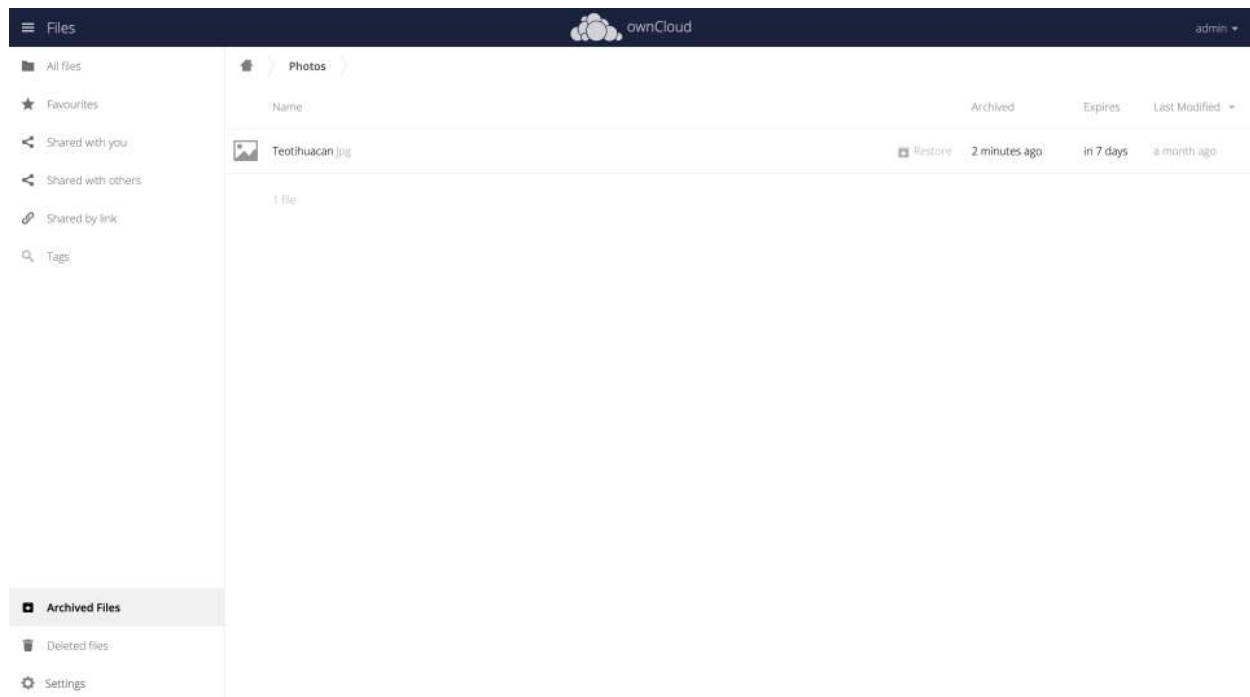 Files
ownCloud
admin
All files
Favourites
Shared with you
Shared with others
Shared by link
Tags
Archived Files
Deleted files
Settings
Photos
Name Archived Expires Last Modified
Teotihuacan.jpg Restore 2 minutes ago in 7 days a month ago
1 file